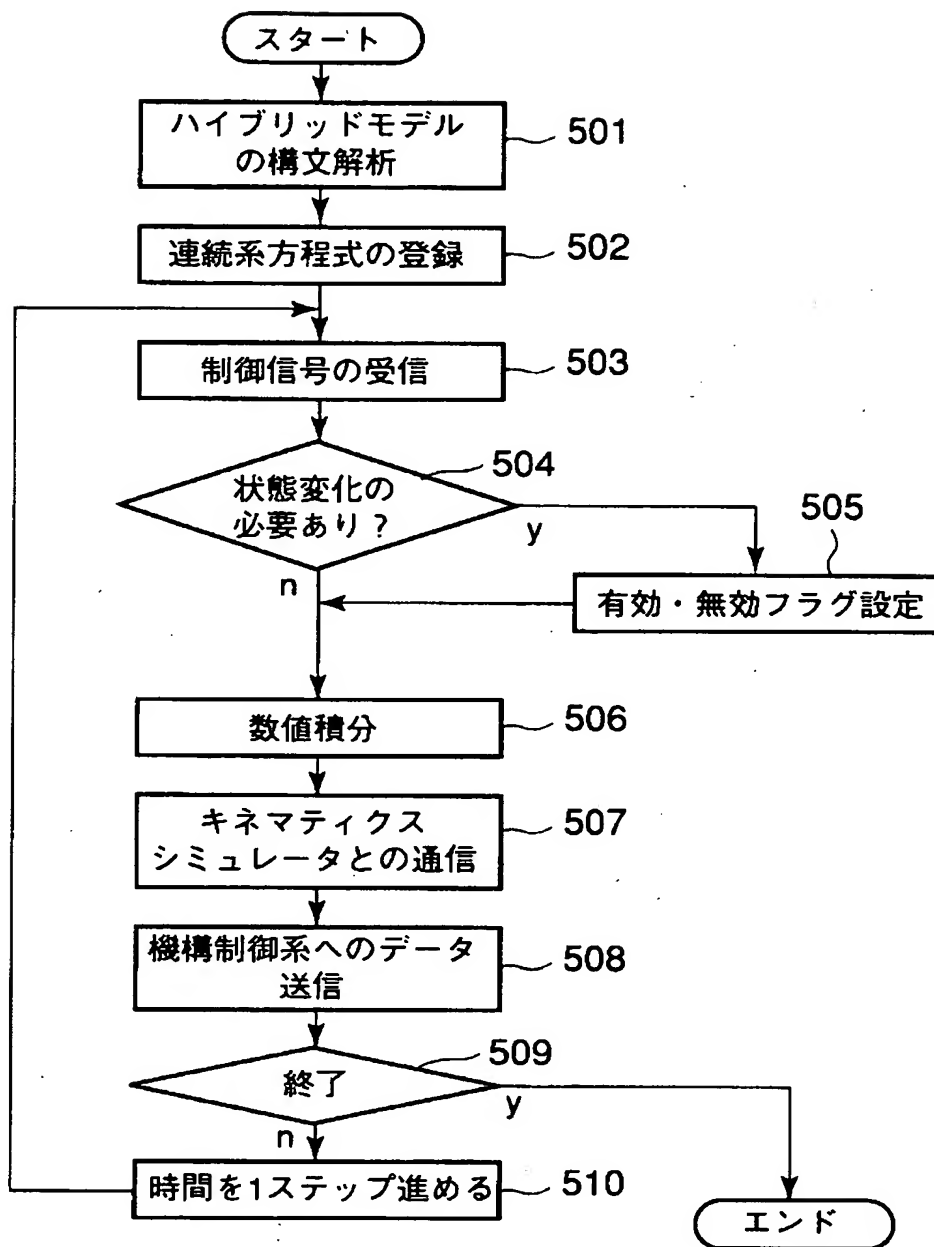 スタート
ハイブリッドモデル
の構文解析
501
連続系方程式の登録
502
制御信号の受信
503
状態変化の
必要あり?
504
y
n
505
有効・無効フラグ設定
数値積分
506
キネマティクス
シミュレータとの通信
507
機構制御系へのデータ
送信
508
終了
509
y
n
時間を1ステップ進める
510
エンド